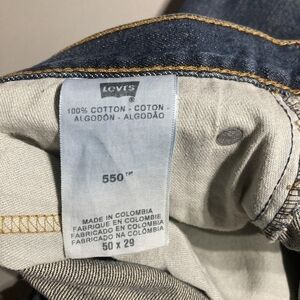 Levi's
®
100% COTTON - COTON -
ALGODÓN - ALGODÃO
550™
MADE IN COLOMBIA
FABRIQUE EN COLOMBIE
FABRICADO EN COLOMBIA
FABRICADO NA COLÔMBIA
50 x 29